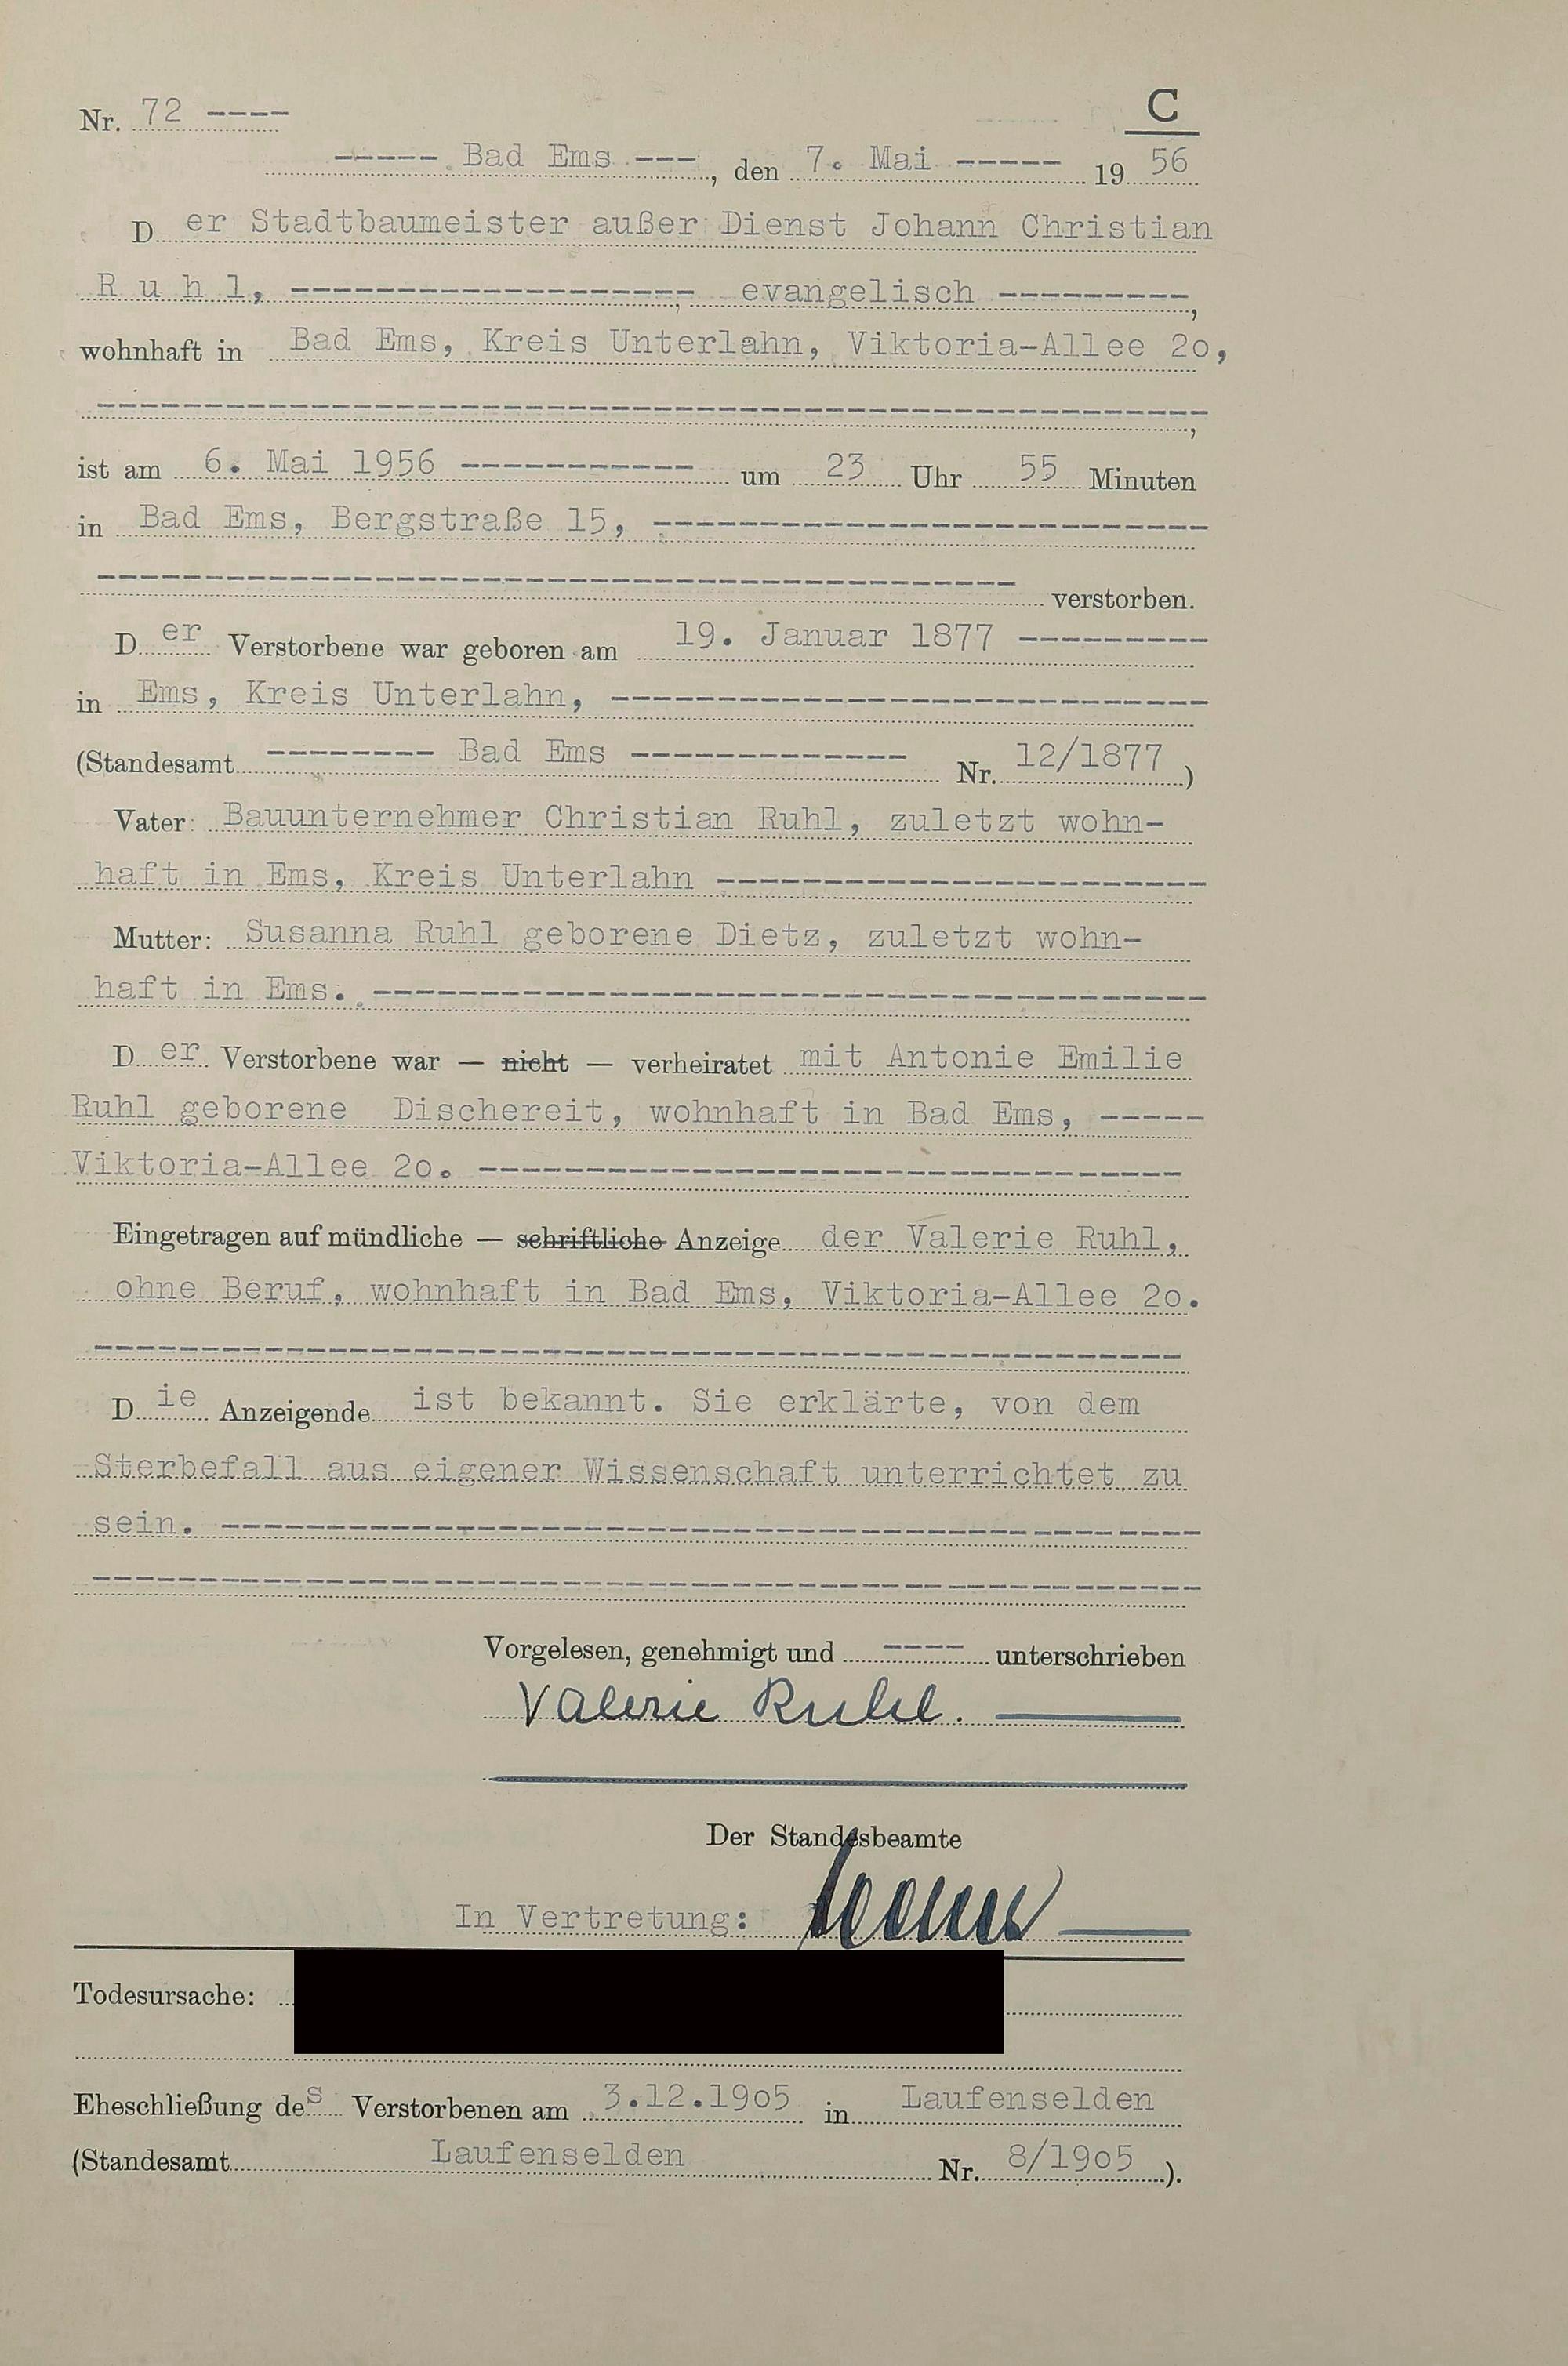 Nr. 72 ---- C
----- Bad Ems ---, den 7. Mai ----- 19 56
D er Stadtbaumeister außer Dienst Johann Christian
R u h l, -------------------, evangelisch ---------,
wohnhaft in Bad Ems, Kreis Unterlahn, Viktoria-Allee 2o,
----------------------------------------------------,
ist am 6. Mai 1956 ----------- um 23 Uhr 55 Minuten
in Bad Ems, Bergstraße 15, --------------------------
------------------------------------------- verstorben.
D er Verstorbene war geboren am 19. Januar 1877 ---------
in Ems, Kreis Unterlahn, ----------------------------
(Standesamt -------- Bad Ems ------------- Nr. 12/1877 )
Vater: Bauunternehmer Christian Ruhl, zuletzt wohn-
haft in Ems, Kreis Unterlahn -----------------------
Mutter: Susanna Ruhl geborene Dietz, zuletzt wohn-
haft in Ems. ---------------------------------------
D er Verstorbene war — nicht — verheiratet mit Antonie Emilie
Ruhl geborene Dischereit, wohnhaft in Bad Ems, -----
Viktoria-Allee 2o. ---------------------------------
Eingetragen auf mündliche — schriftliche Anzeige der Valerie Ruhl,
ohne Beruf, wohnhaft in Bad Ems, Viktoria-Allee 2o.
---------------------------------------------------
D ie Anzeigende ist bekannt. Sie erklärte, von dem
Sterbefall aus eigener Wissenschaft unterrichtet zu
sein. ----------------------------------------------
----------------------------------------------------
Vorgelesen, genehmigt und ---- unterschrieben
Valerie Ruhl.
Der Standesbeamte
In Vertretung:
Todesursache:
Eheschließung des Verstorbenen am 3.12.19o5 in Laufenselden
(Standesamt Laufenselden Nr. 8/19o5 ).